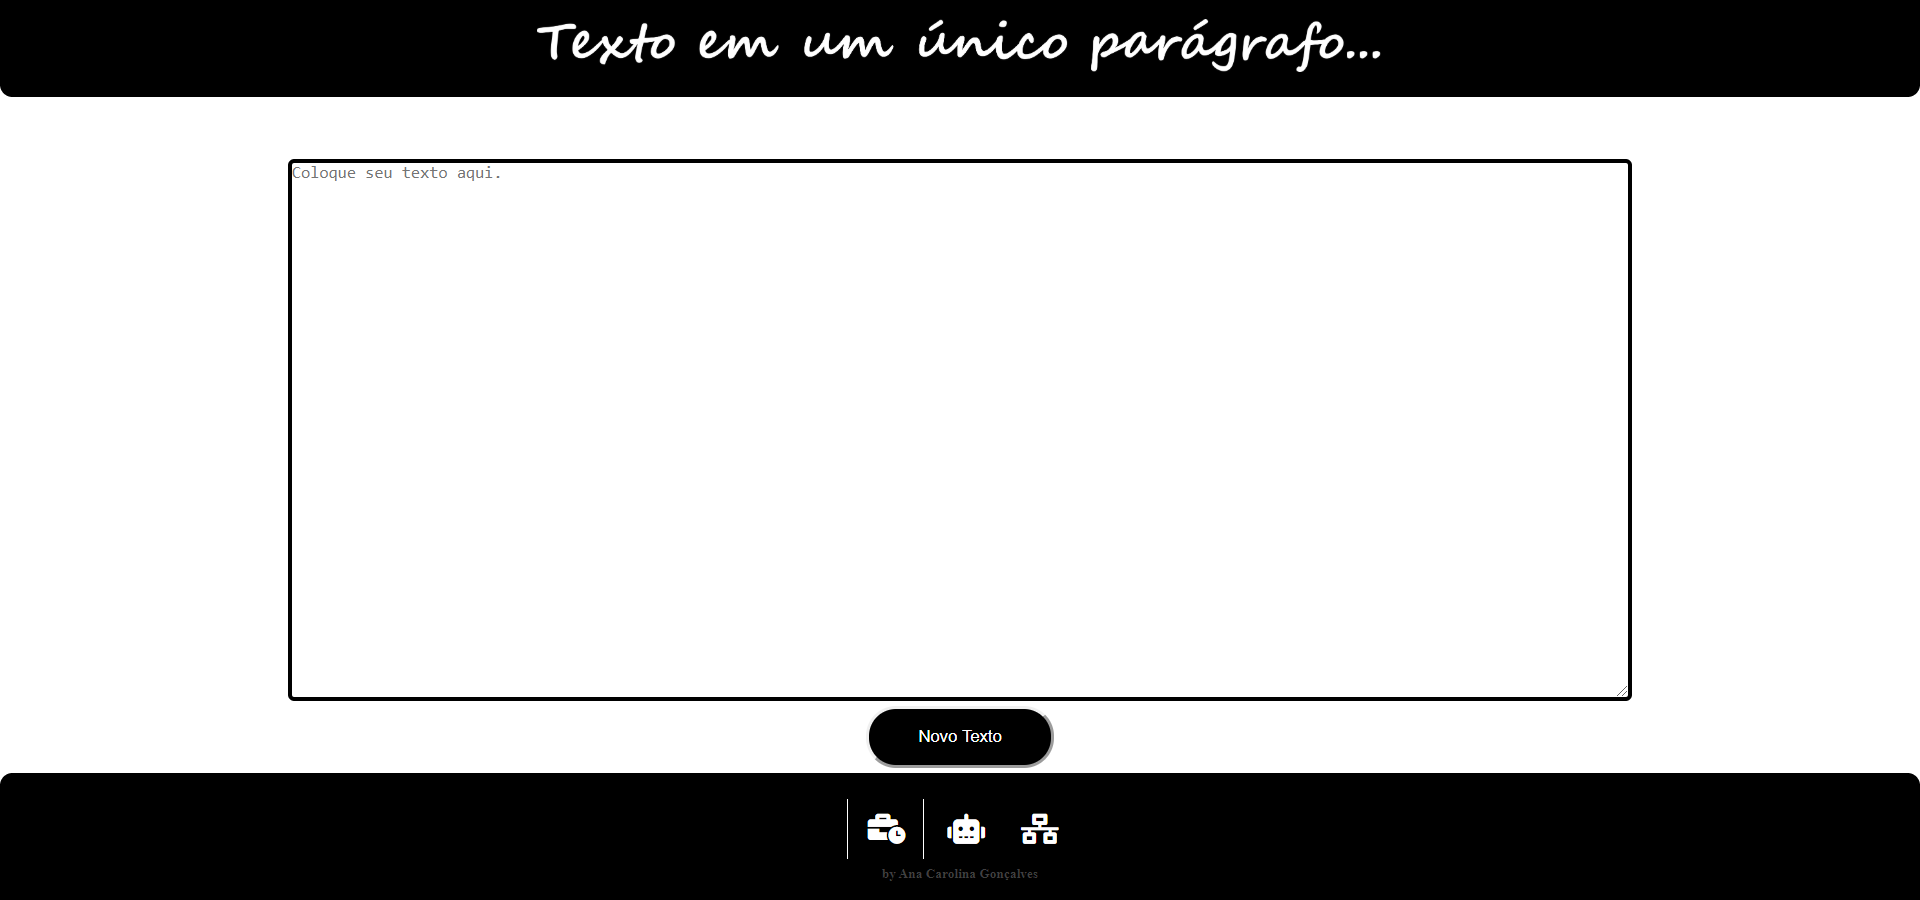 Texto em um único parágrafo...
Coloque seu texto aqui.
Novo Texto
by Ana Carolina Gonçalves